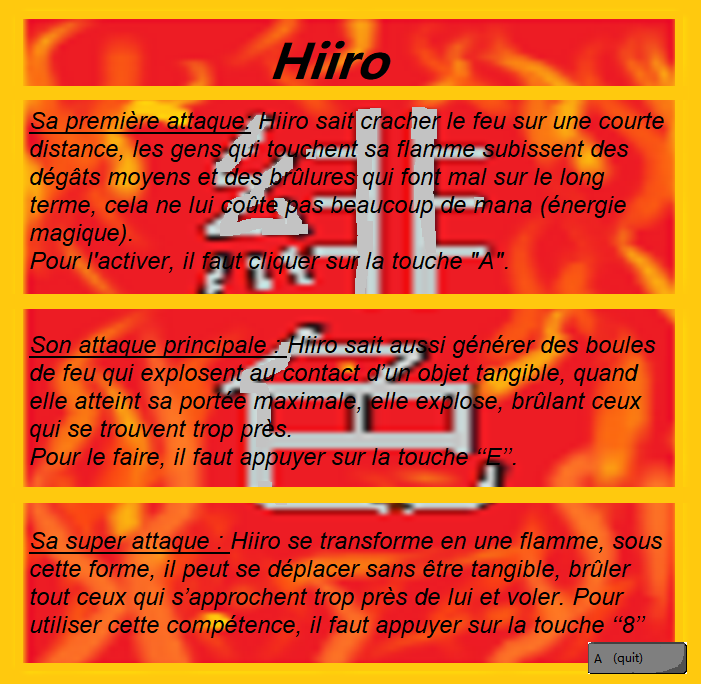 Hiiro
Sa première attaque: Hiiro sait cracher le feu sur une courte
distance, les gens qui touchent sa flamme subissent des
dégâts moyens et des brûlures qui font mal sur le long
terme, cela ne lui coûte pas beaucoup de mana (énergie
magique).
Pour l'activer, il faut cliquer sur la touche "A".
Son attaque principale : Hiiro sait aussi générer des boules
de feu qui explosent au contact d’un objet tangible, quand
elle atteint sa portée maximale, elle explose, brûlant ceux
qui se trouvent trop près.
Pour le faire, il faut appuyer sur la touche “E”.
Sa super attaque : Hiiro se transforme en une flamme, sous
cette forme, il peut se déplacer sans être tangible, brûler
tout ceux qui s’approchent trop près de lui et voler. Pour
utiliser cette compétence, il faut appuyer sur la touche “8”
A (quit)